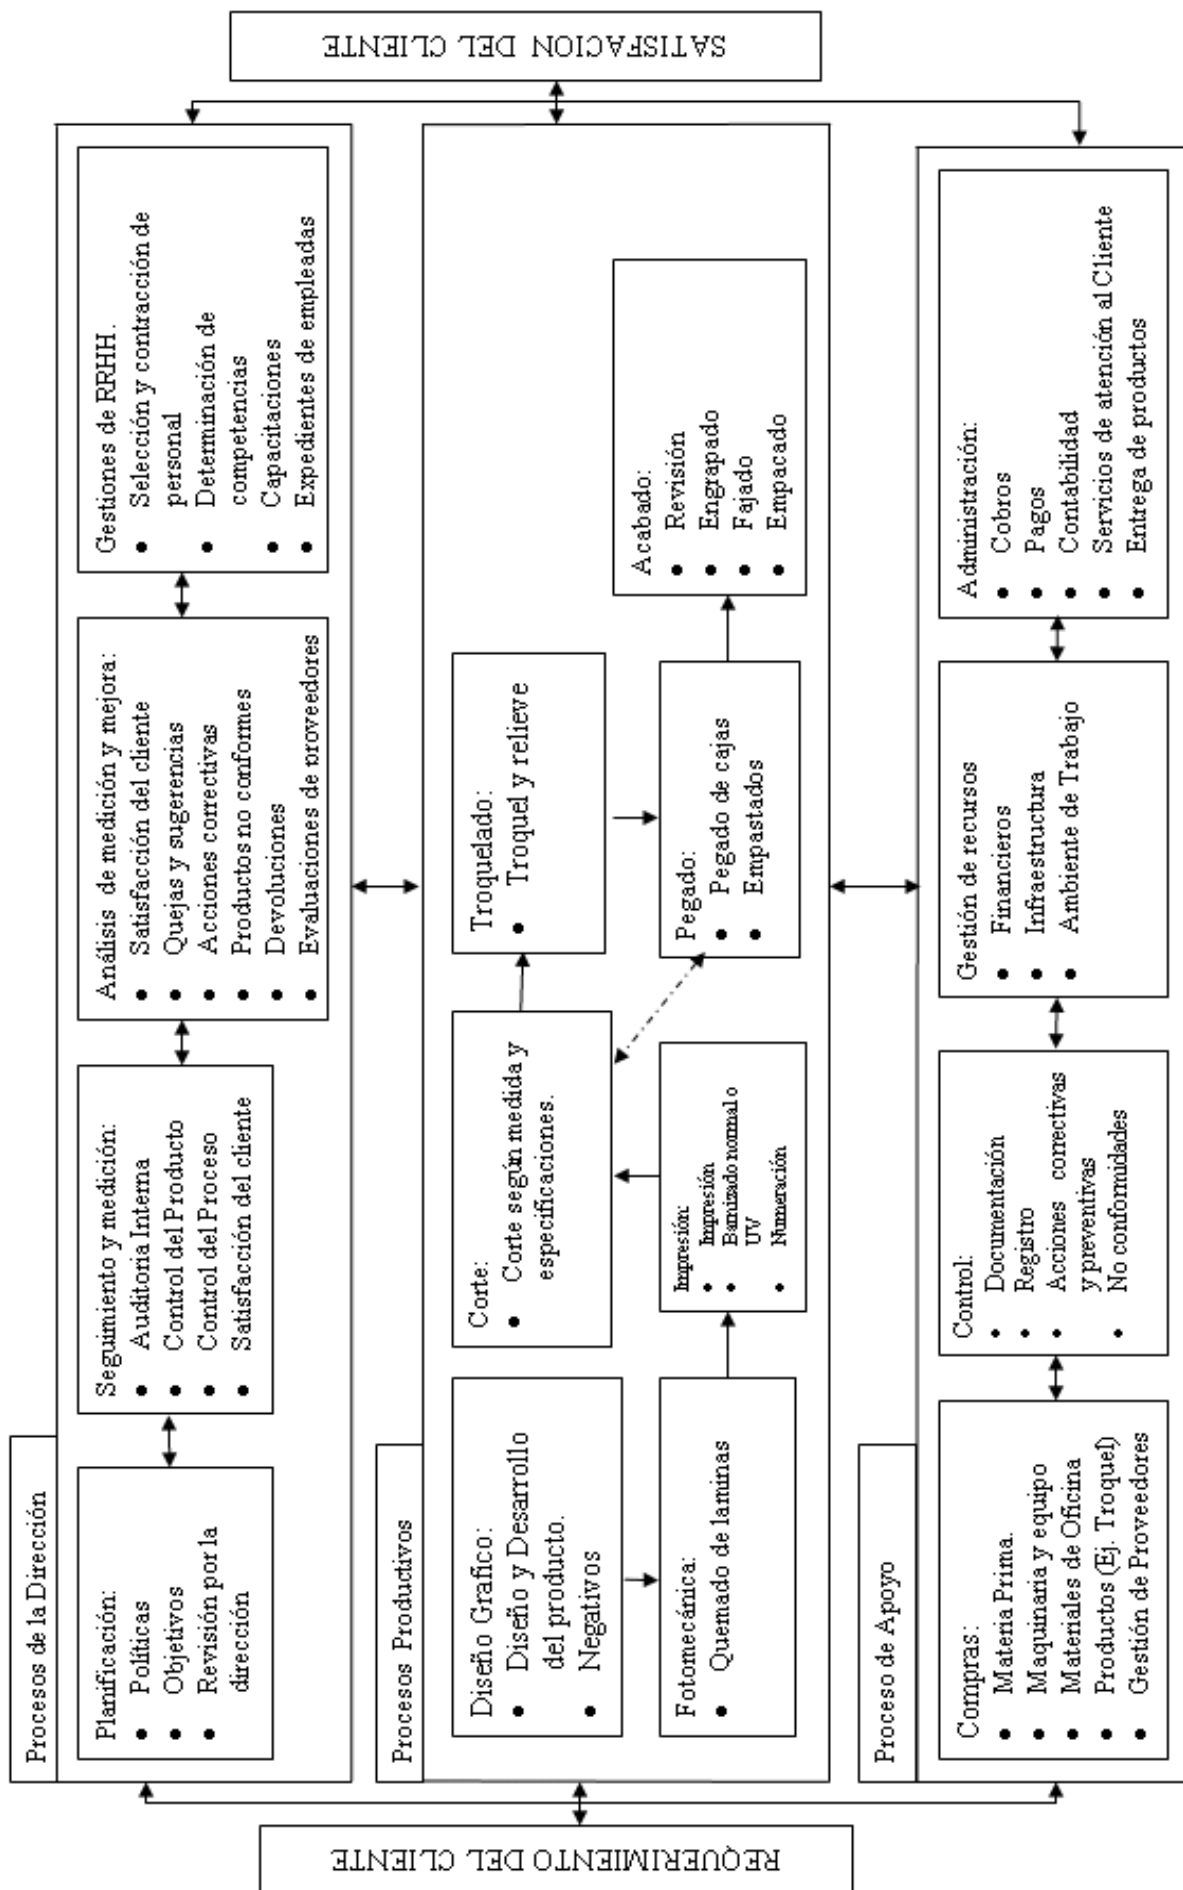 REQUERIMIENTO DEL CLIENTE
Procesos de la Dirección
Planificación:
● Políticas
● Objetivos
● Revisión por la
dirección
Seguimiento y medición:
● Auditoria Interna
● Control del Producto
● Control del Proceso
● Satisfacción del cliente
Análisis de medición y mejora:
● Satisfacción del cliente
● Quejas y sugerencias
● Acciones correctivas
● Productos no conformes
● Devoluciones
● Evaluaciones de proveedores
Gestiones de RRHH.
● Selección y contracción de
personal
● Determinación de
competencias
● Capacitaciones
● Expedientes de empleadas
Procesos Productivos
Diseño Grafico:
● Diseño y Desarrollo
del producto.
● Negativos
Fotomecánica:
● Quemado de laminas
Impresión:
● Impresión
● Barnizado normal o
UV
● Numeración
Corte:
● Corte según medida y
especificaciones.
Troquelado:
● Troquel y relieve
Pegado:
● Pegado de cajas
● Empastados
Acabado:
● Revisión
● Engrapado
● Fajado
● Empacado
Proceso de Apoyo
Compras:
● Materia Prima.
● Maquinaria y equipo
● Materiales de Oficina
● Productos (Ej. Troquel)
● Gestión de Proveedores
Control:
● Documentación
● Registro
● Acciones correctivas
y preventivas
● No conformidades
Gestión de recursos
● Financieros
● Infraestructura
● Ambiente de Trabajo
Administración:
● Cobros
● Pagos
● Contabilidad
● Servicios de atención al Cliente
● Entrega de productos
SATISFACION DEL CLIENTE